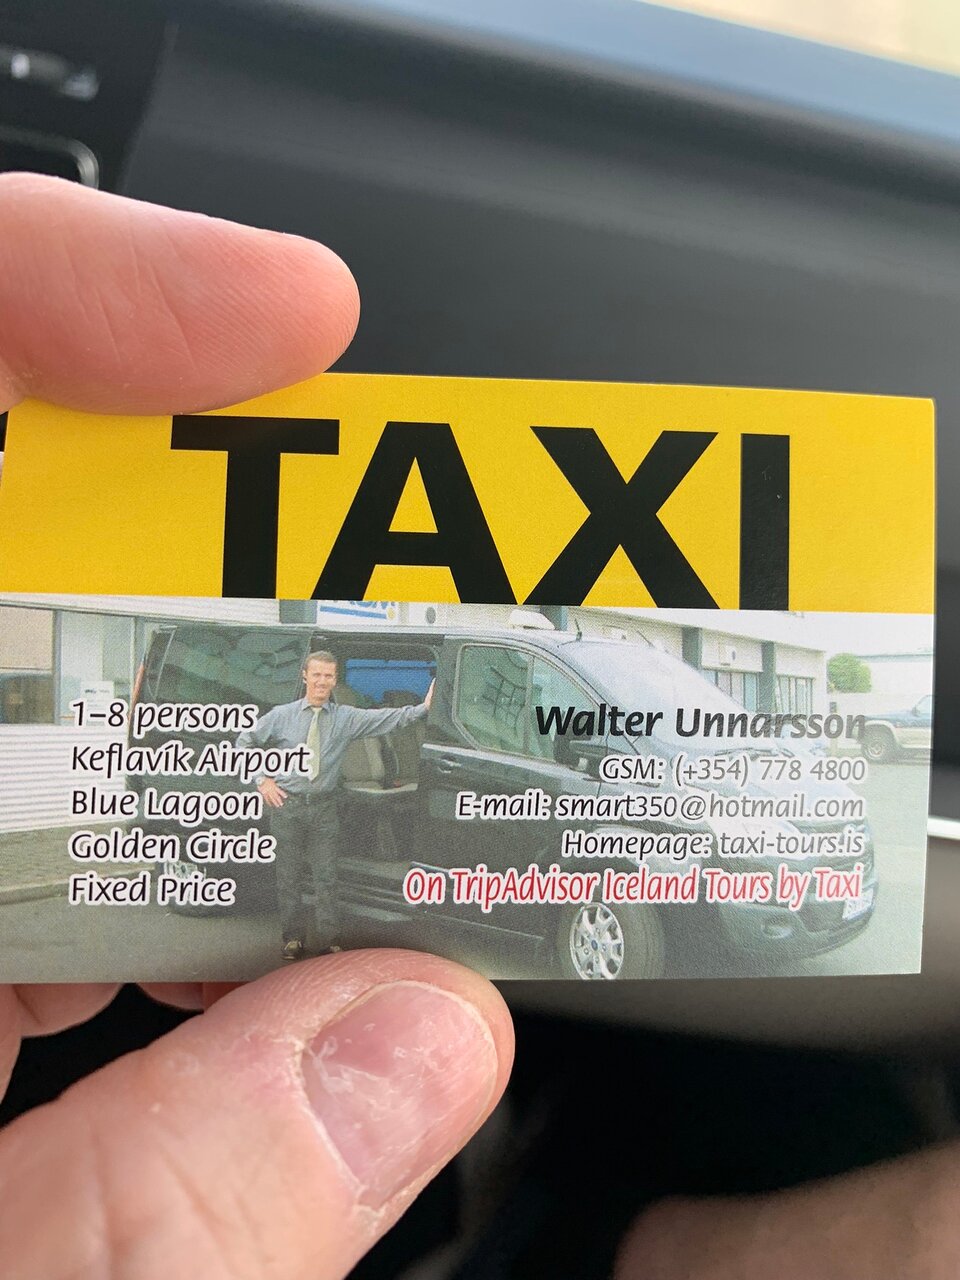 TAXI
1–8 persons
Keflavík Airport
Blue Lagoon
Golden Circle
Fixed Price
Walter Unnarsson
GSM: (+354) 778 4800
E-mail: smart350@hotmail.com
Homepage: taxi-tours.is
On TripAdvisor Iceland Tours by Taxi